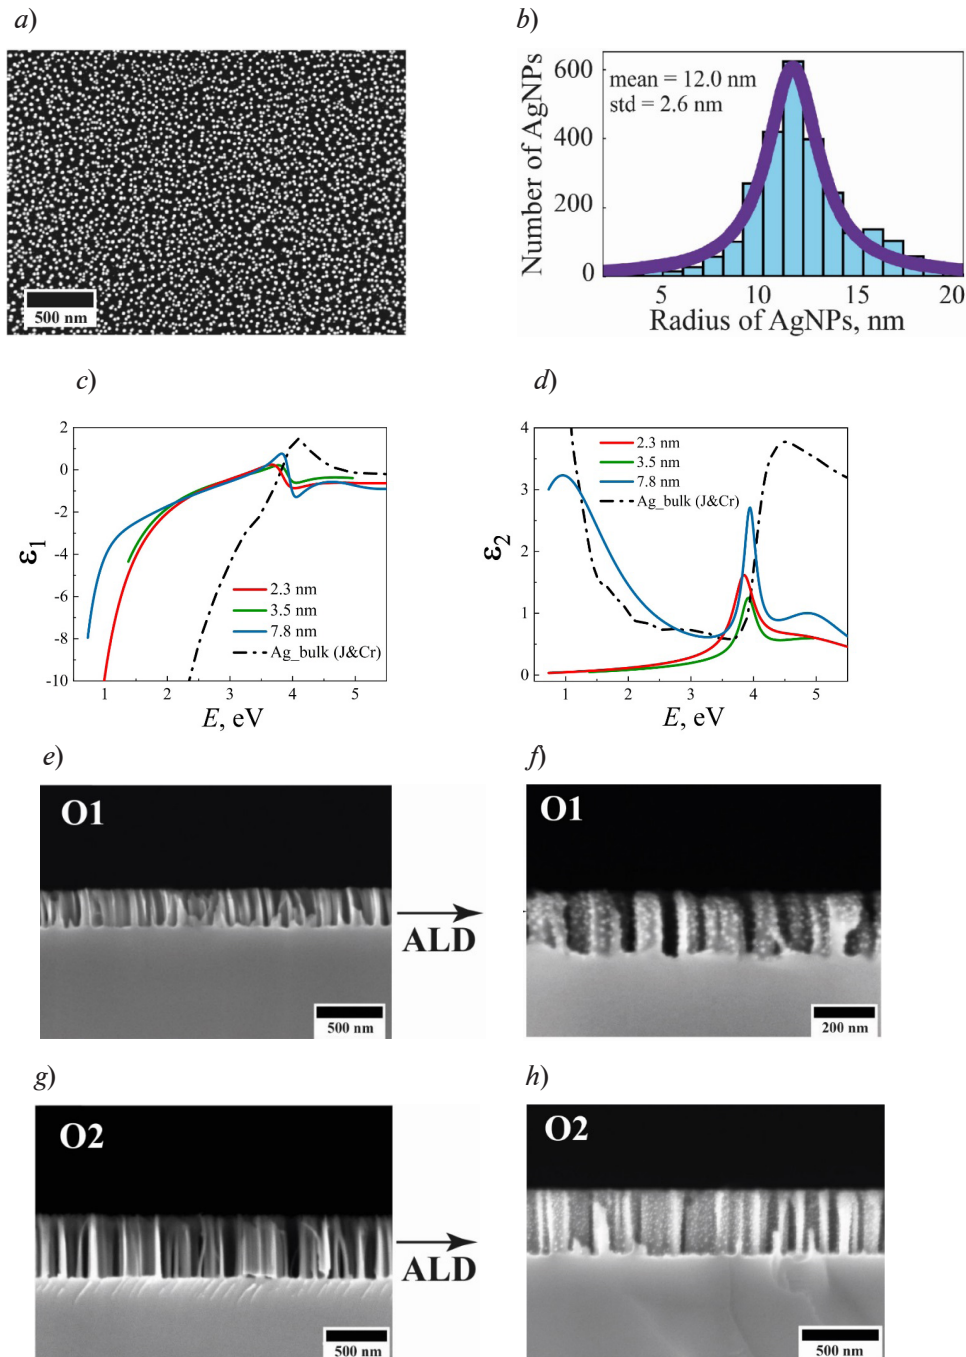 a)
b)
500 nm
Number of AgNPs
600
400
200
0
mean = 12.0 nm
std = 2.6 nm
5
10
15
20
Radius of AgNPs, nm
c)
d)
ε1
2
0
-2
-4
-6
-8
-10
2.3 nm
3.5 nm
7.8 nm
Ag_bulk (J&Cr)
1
2
3
4
5
E, eV
ε2
4
3
2
1
0
2.3 nm
3.5 nm
7.8 nm
Ag_bulk (J&Cr)
1
2
3
4
5
E, eV
e)
f)
O1
500 nm
ALD
O1
200 nm
g)
h)
O2
500 nm
ALD
O2
500 nm